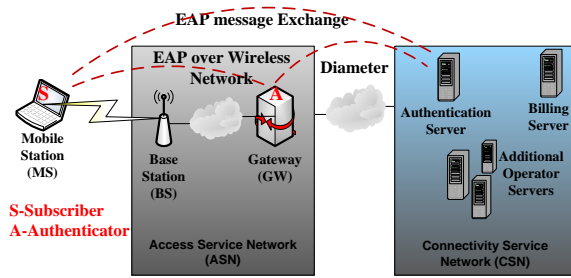 EAP message Exchange
EAP over Wireless
Network
Diameter
S
A
Mobile
Station
(MS)
Base
Station
(BS)
Gateway
(GW)
Authentication
Server
Billing
Server
Additional
Operator
Servers
S-Subscriber
A-Authenticator
Access Service Network
(ASN)
Connectivity Service
Network (CSN)